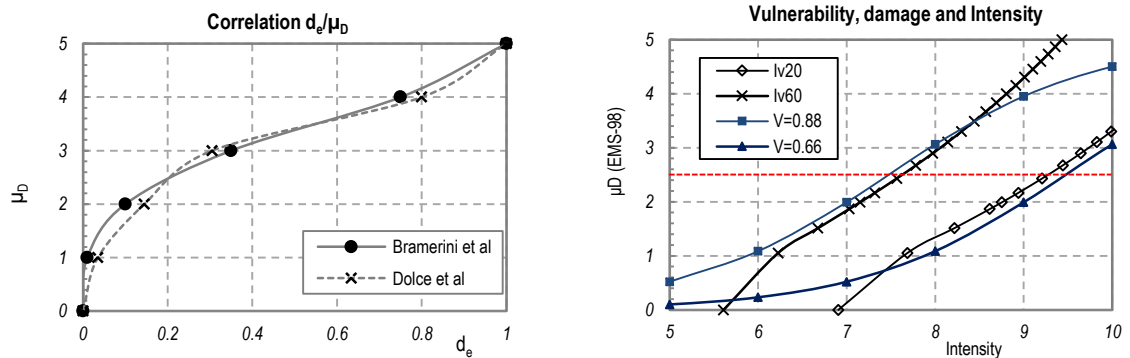 Correlation de/μD
5
4
3
2
1
0
μD
0
0.2
0.4
0.6
0.8
1
de
Bramerini et al
Dolce et al
Vulnerability, damage and Intensity
5
4
3
2
1
0
μD (EMS-98)
5
6
7
8
9
10
Intensity
Iv20
Iv60
V=0.88
V=0.66